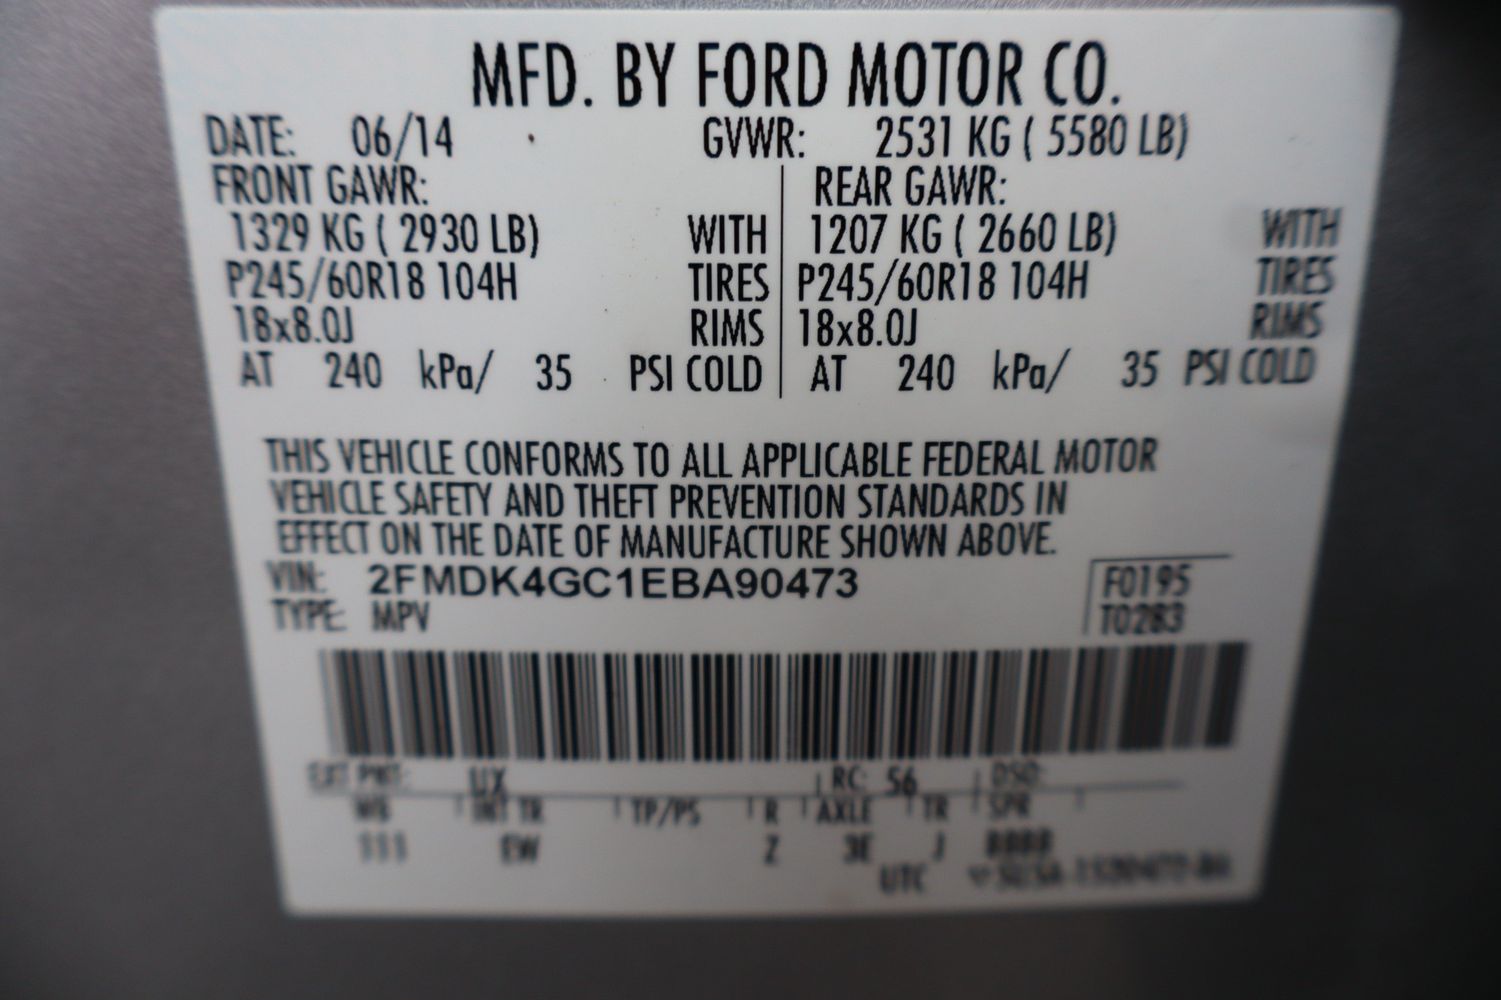 MFD. BY FORD MOTOR CO.
DATE: 06/14 GVWR: 2531 KG ( 5580 LB)
FRONT GAWR: REAR GAWR:
1329 KG ( 2930 LB) WITH 1207 KG ( 2660 LB) WITH
P245/60R18 104H TIRES P245/60R18 104H TIRES
18x8.0J RIMS 18x8.0J RIMS
AT 240 kPa/ 35 PSI COLD AT 240 kPa/ 35 PSI COLD
THIS VEHICLE CONFORMS TO ALL APPLICABLE FEDERAL MOTOR
VEHICLE SAFETY AND THEFT PREVENTION STANDARDS IN
EFFECT ON THE DATE OF MANUFACTURE SHOWN ABOVE.
VIN: 2FMDK4GC1EBA90473 F0195
TYPE: MPV T0283
EXT PNT: UX RC: 56 DSO:
WB INT TR TP/PS R AXLE TR SPR
111 EW Z 3E J BBBB
UTC